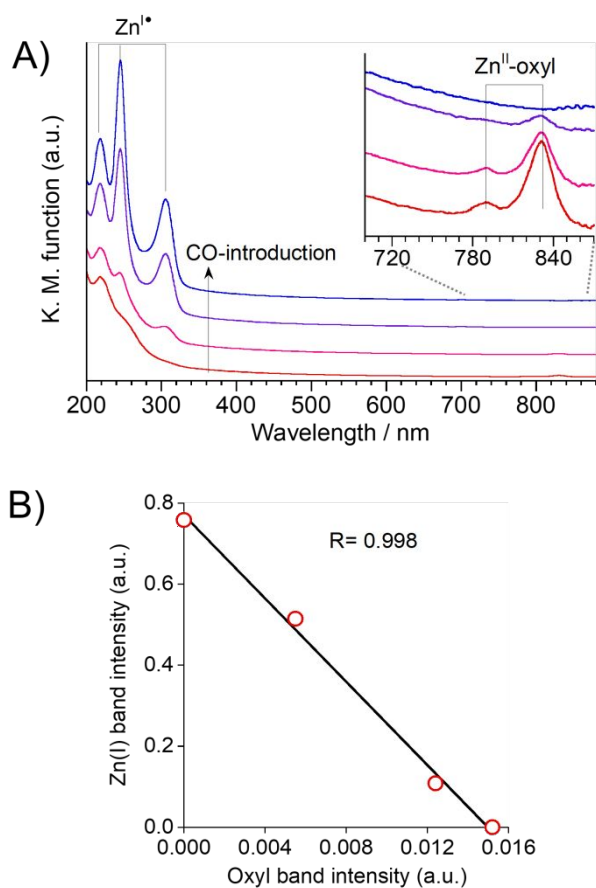 A)
Zn^I•
Zn^II-oxyl
CO-introduction
K. M. function (a.u.)
720 780 840
200 300 400 500 600 700 800
Wavelength / nm
B)
R= 0.998
Zn(I) band intensity (a.u.)
0.8
0.6
0.4
0.2
0.0
0.000 0.004 0.008 0.012 0.016
Oxyl band intensity (a.u.)